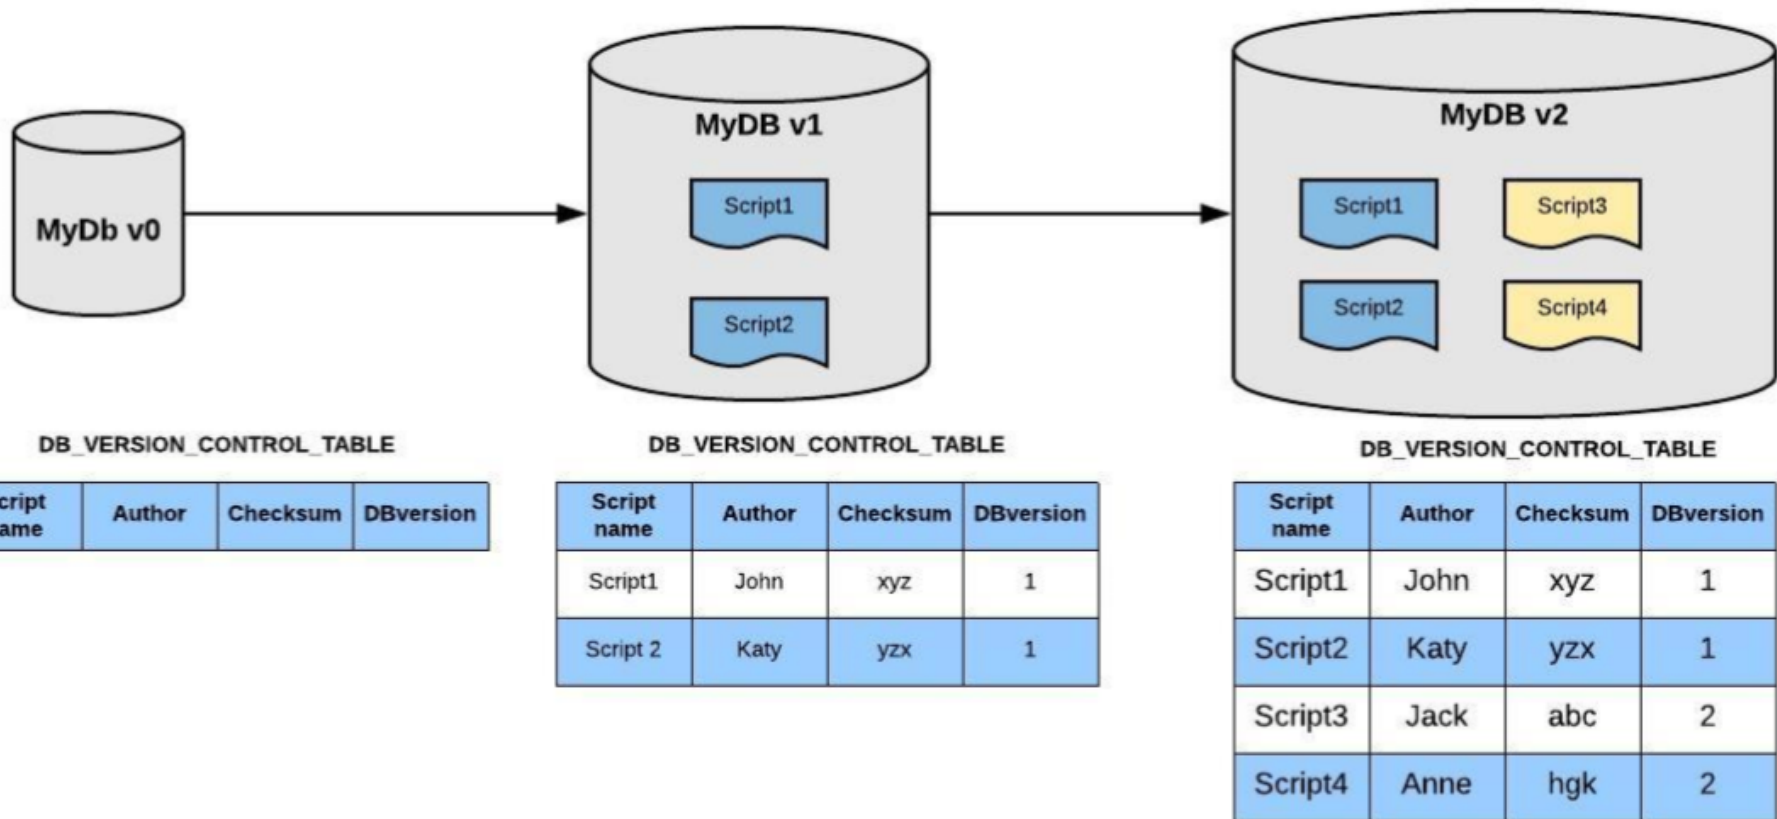 MyDb v0
MyDB v1
Script1
Script2
MyDB v2
Script1
Script3
Script2
Script4
DB_VERSION_CONTROL_TABLE
cript
ame
Author
Checksum
DBversion
DB_VERSION_CONTROL_TABLE
Script
name
Author
Checksum
DBversion
Script1
John
xyz
1
Script 2
Katy
yzx
1
DB_VERSION_CONTROL_TABLE
Script
name
Author
Checksum
DBversion
Script1
John
xyz
1
Script2
Katy
yzx
1
Script3
Jack
abc
2
Script4
Anne
hgk
2